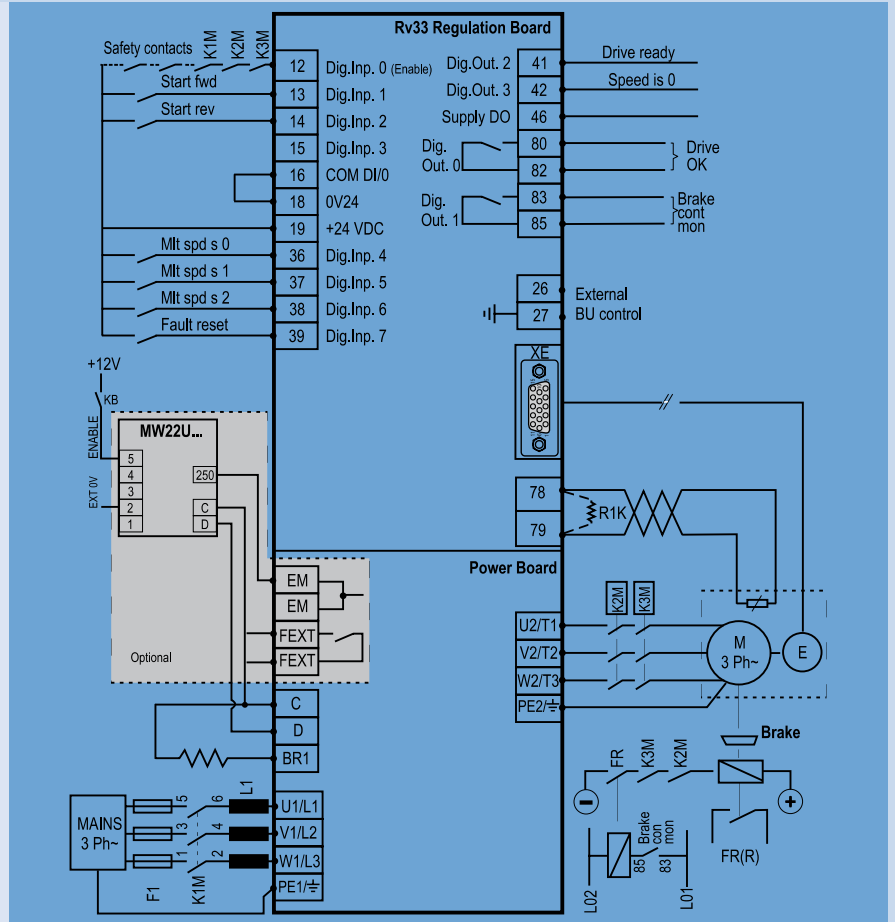 Rv33 Regulation Board
Safety contacts
K1M
K2M
K3M
12 Dig.Inp. 0 (Enable)
Start fwd
13 Dig.Inp. 1
Start rev
14 Dig.Inp. 2
15 Dig.Inp. 3
16 COM DI/0
18 0V24
19 +24 VDC
Mlt spd s 0
36 Dig.Inp. 4
Mlt spd s 1
37 Dig.Inp. 5
Mlt spd s 2
38 Dig.Inp. 6
Fault reset
39 Dig.Inp. 7
Dig.Out. 2 41 Drive ready
Dig.Out. 3 42 Speed is 0
Supply DO 46
Dig.
Out. 0
80
82
Drive
OK
Dig.
Out. 1
83
85
Brake
cont
mon
26
27
External
BU control
XE
78
79
R1K
+12V
KB
ENABLE
EXT 0V
MW22U...
5
4
3
2
1
250
C
D
Optional
EM
EM
FEXT
FEXT
C
D
BR1
Power Board
K2M
K3M
U2/T1
V2/T2
W2/T3
PE2/
M
3 Ph~
E
Brake
FR
K3M
K2M
FR(R)
85
Brake
con
mon
83
L02
L01
MAINS
3 Ph~
F1
5
6
3
4
1
2
K1M
L1
U1/L1
V1/L2
W1/L3
PE1/